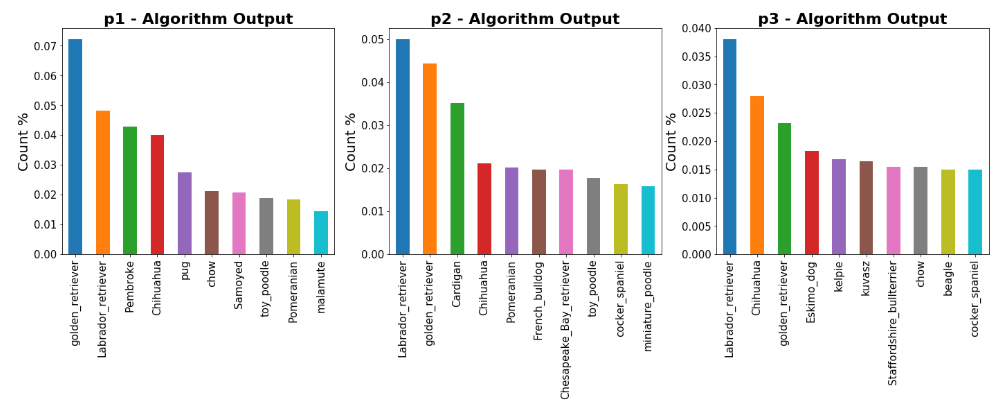 p1 - Algorithm Output
Count %
0.07
0.06
0.05
0.04
0.03
0.02
0.01
0.00
golden_retriever
Labrador_retriever
Pembroke
Chihuahua
pug
chow
Samoyed
toy_poodle
Pomeranian
malamute
p2 - Algorithm Output
Count %
0.05
0.04
0.03
0.02
0.01
0.00
Labrador_retriever
golden_retriever
Cardigan
Chihuahua
Pomeranian
French_bulldog
Chesapeake_Bay_retriever
toy_poodle
cocker_spaniel
miniature_poodle
p3 - Algorithm Output
Count %
0.040
0.035
0.030
0.025
0.020
0.015
0.010
0.005
0.000
Labrador_retriever
Chihuahua
golden_retriever
Eskimo_dog
kelpie
kuvasz
Staffordshire_bullterrier
chow
beagle
cocker_spaniel